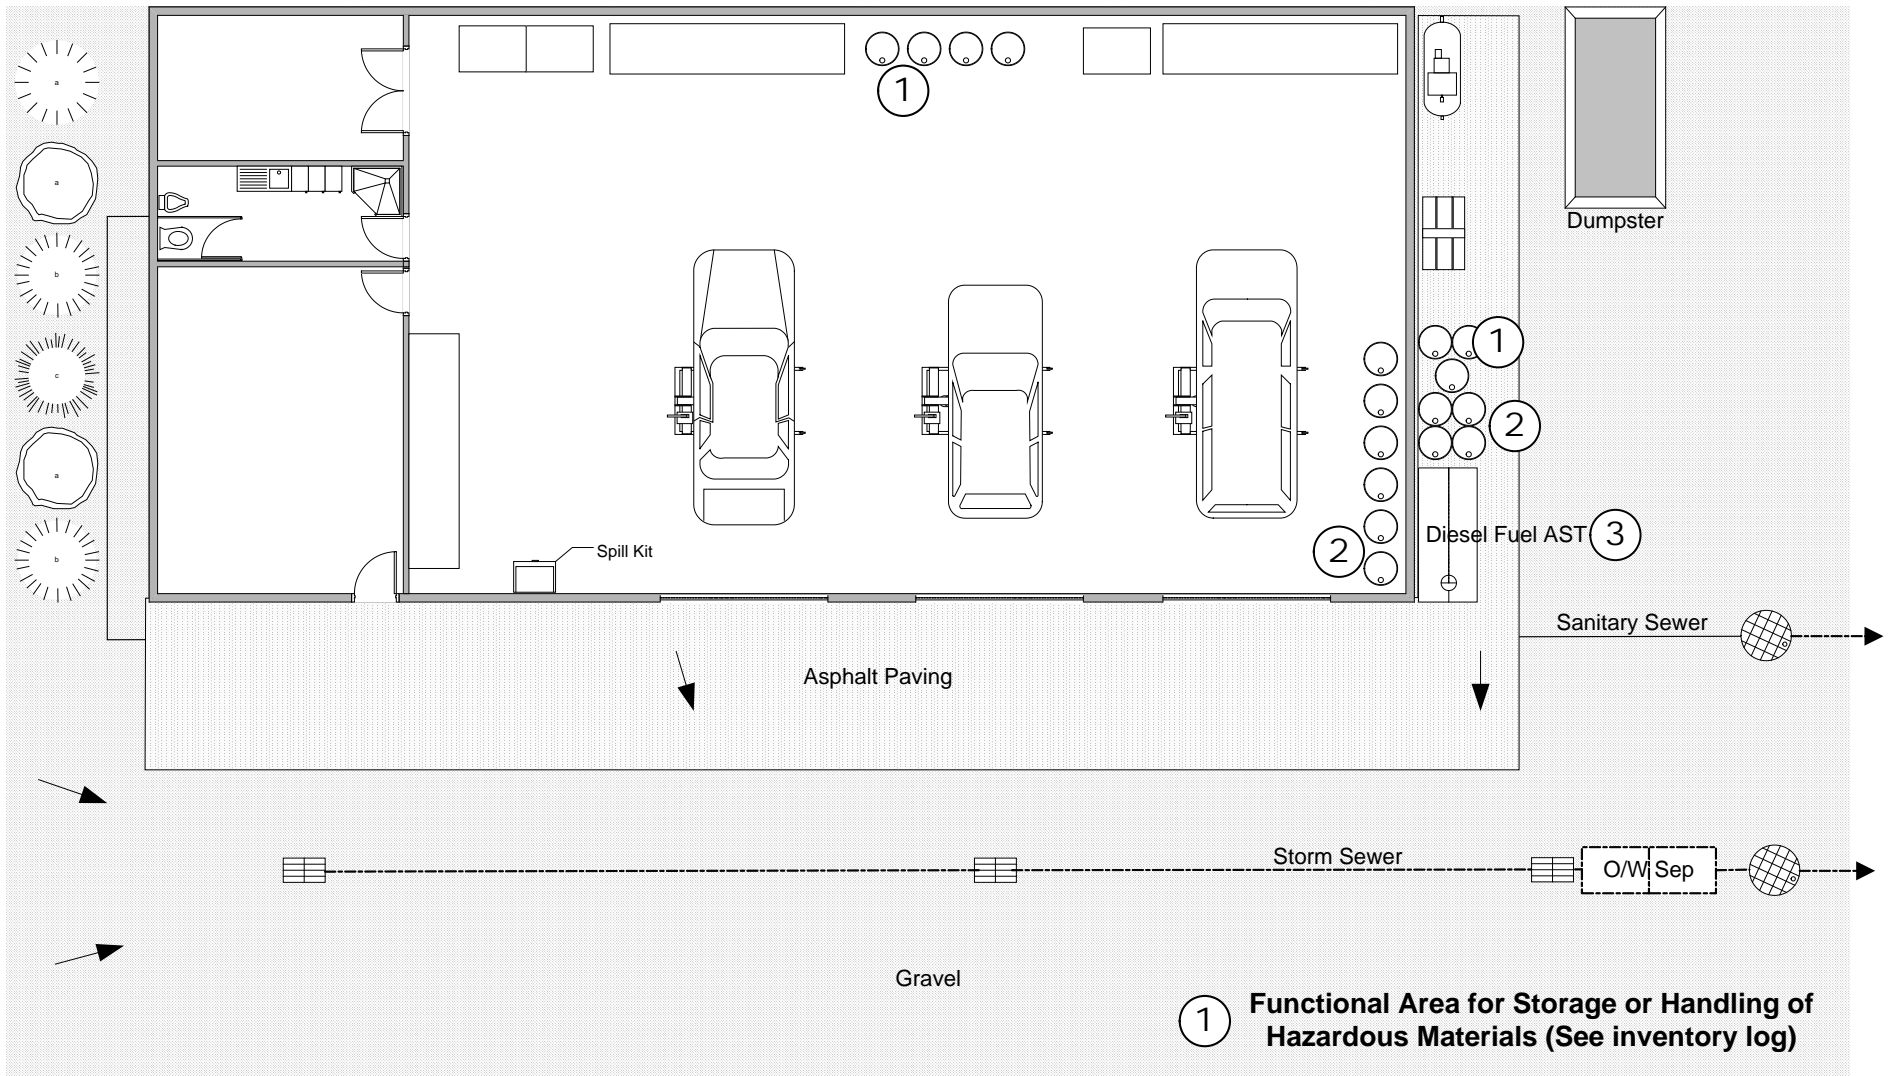 a
1
a
Dumpster
b
1
c
2
a
Diesel Fuel AST 3
2
Spill Kit
b
Sanitary Sewer
Asphalt Paving
Storm Sewer
O/W Sep
Gravel
1
Functional Area for Storage or Handling of
Hazardous Materials (See inventory log)